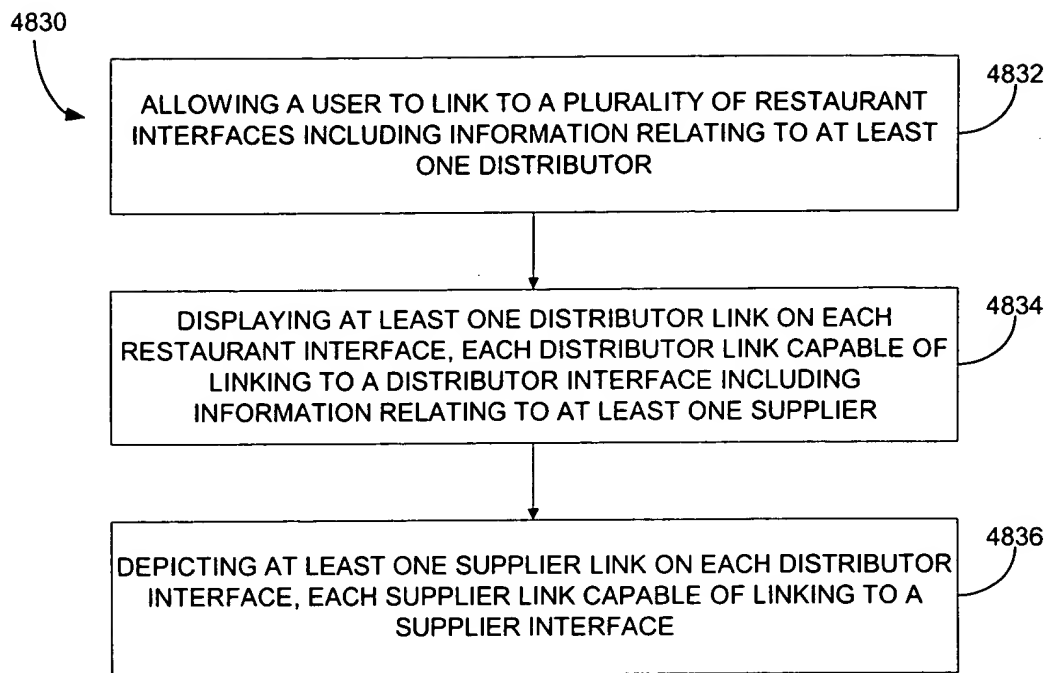 4830
4832
ALLOWING A USER TO LINK TO A PLURALITY OF RESTAURANT
INTERFACES INCLUDING INFORMATION RELATING TO AT LEAST
ONE DISTRIBUTOR
4834
DISPLAYING AT LEAST ONE DISTRIBUTOR LINK ON EACH
RESTAURANT INTERFACE, EACH DISTRIBUTOR LINK CAPABLE OF
LINKING TO A DISTRIBUTOR INTERFACE INCLUDING
INFORMATION RELATING TO AT LEAST ONE SUPPLIER
4836
DEPICTING AT LEAST ONE SUPPLIER LINK ON EACH DISTRIBUTOR
INTERFACE, EACH SUPPLIER LINK CAPABLE OF LINKING TO A
SUPPLIER INTERFACE